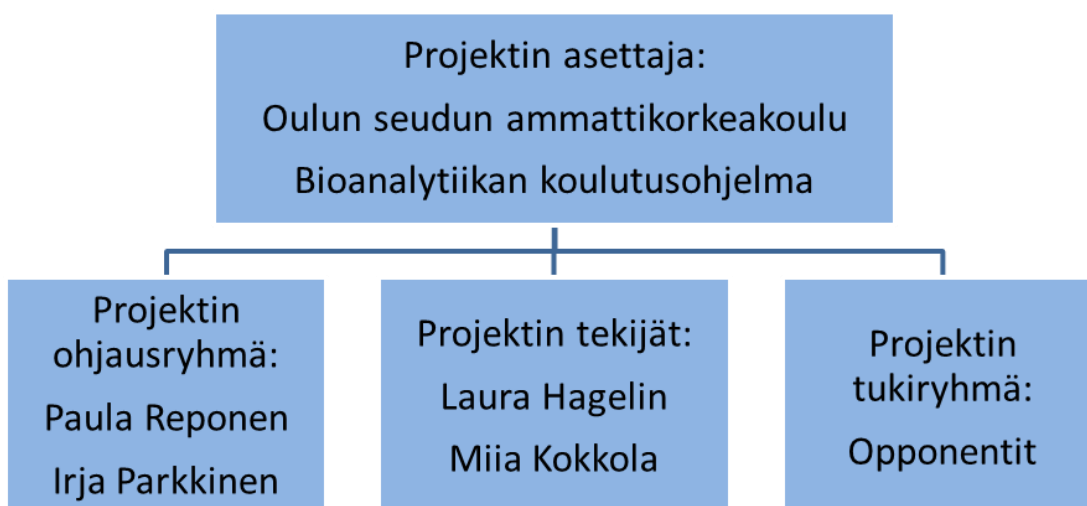 Projektin asettaja:
Oulun seudun ammattikorkeakoulu
Bioanalytiikan koulutusohjelma
Projektin
ohjausryhmä:
Paula Reponen
Irja Parkkinen
Projektin tekijät:
Laura Hagelin
Miia Kokkola
Projektin
tukiryhmä:
Opponentit